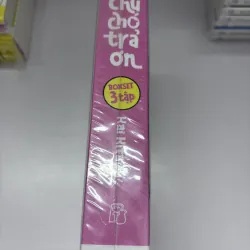 chú chó trả ơn
BOXSET
3 tập